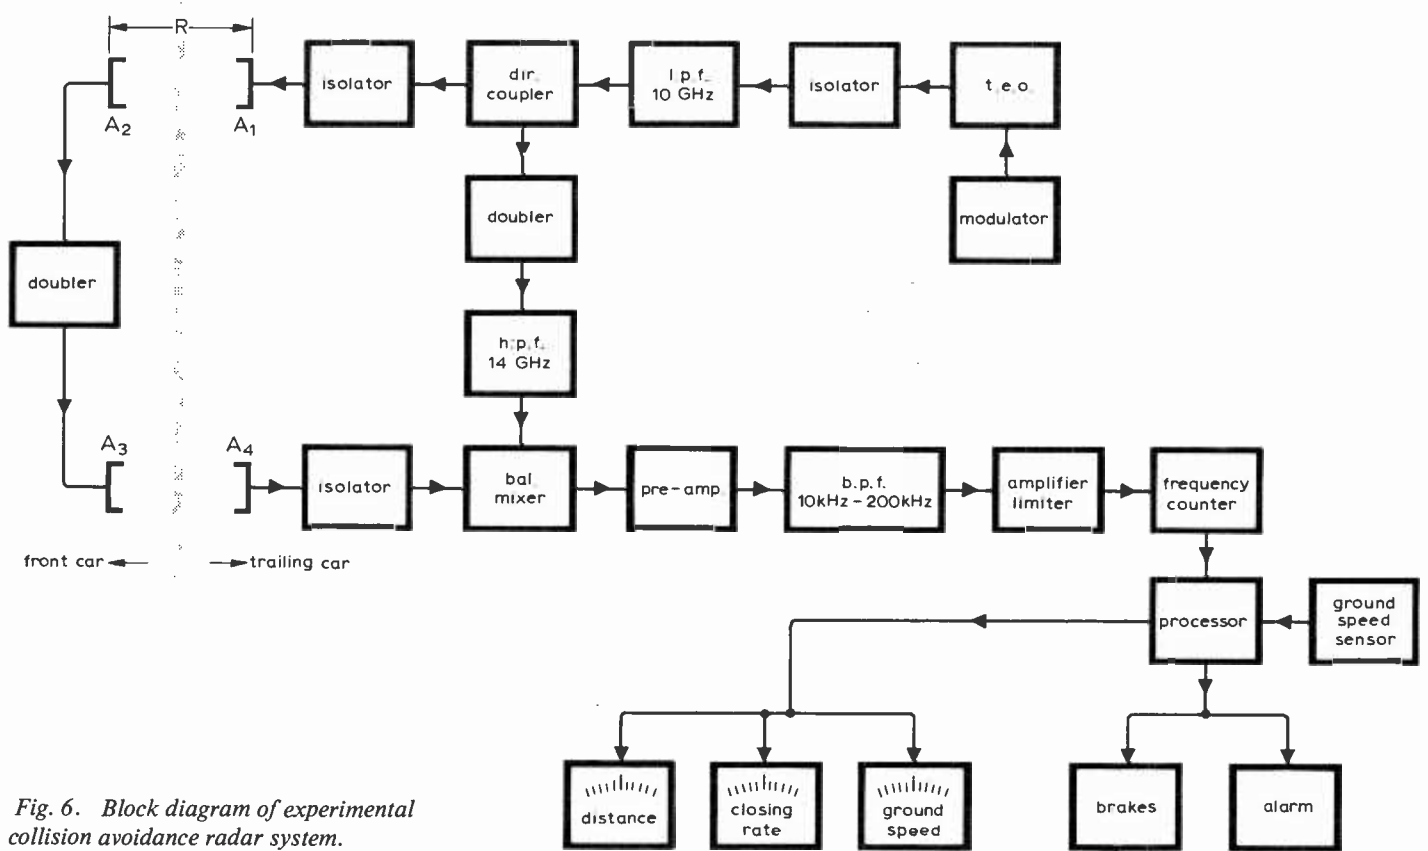 R
isolator
dir.
coupler
l.p.f.
10 GHz
isolator
t.e.o.
A2
A1
doubler
modulator
doubler
h.p.f.
14 GHz
A3
A4
isolator
bal.
mixer
pre-amp.
b.p.f.
10kHz-200kHz
amplifier
limiter
frequency
counter
front car
trailing car
processor
ground
speed
sensor
distance
closing
rate
ground
speed
brakes
alarm
Fig. 6. Block diagram of experimental
collision avoidance radar system.